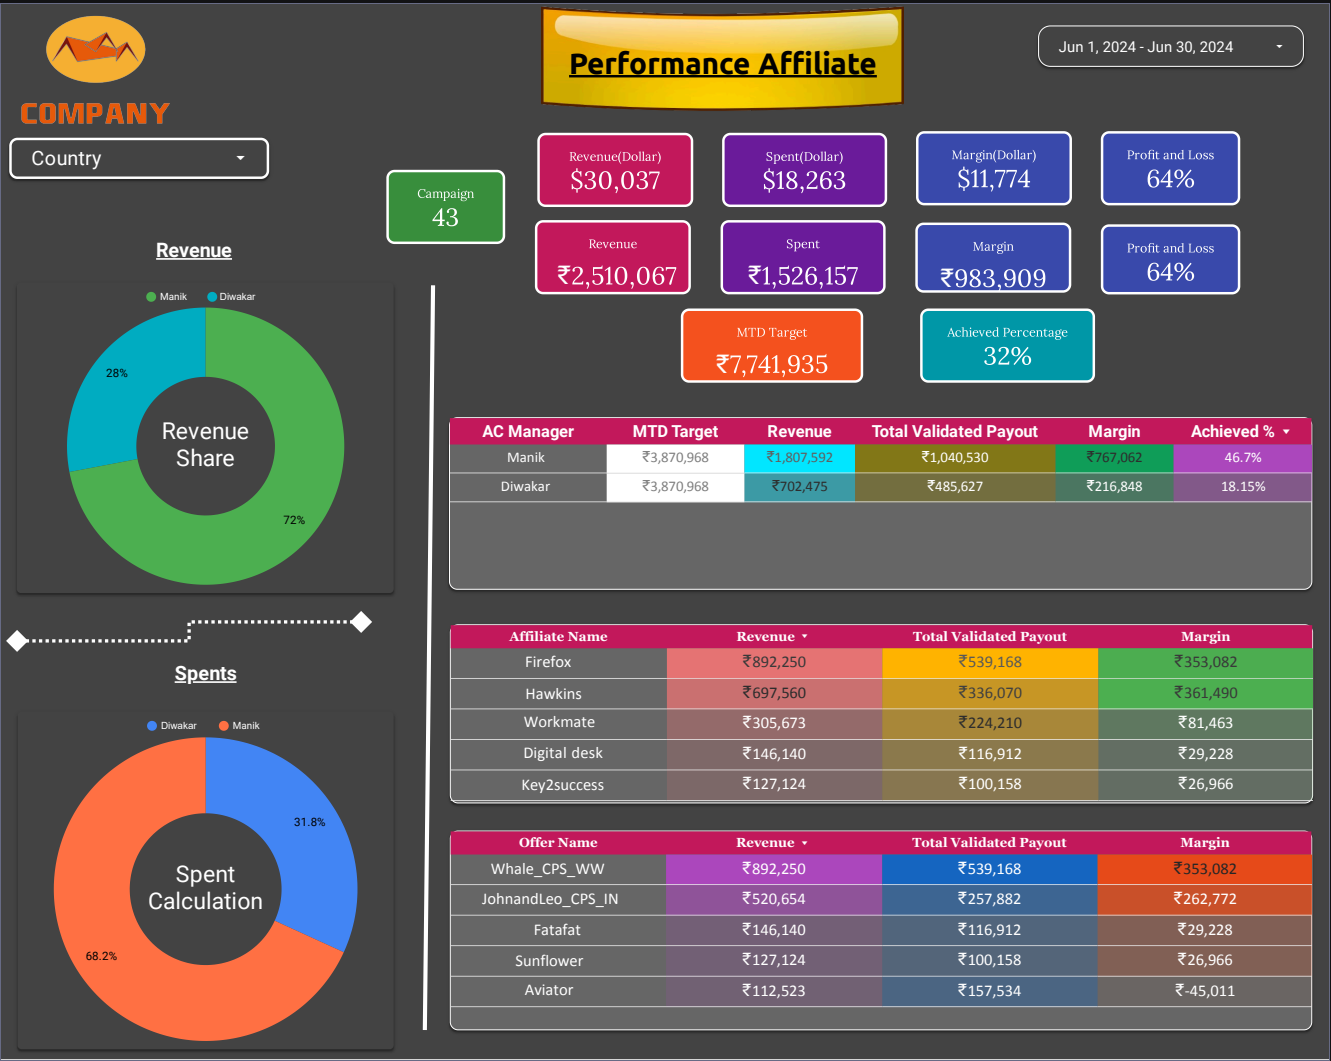 COMPANY
Performance Affiliate
Jun 1, 2024 - Jun 30, 2024
Country
Campaign
43
Revenue(Dollar)
$30,037
Spent(Dollar)
$18,263
Margin(Dollar)
$11,774
Profit and Loss
64%
Revenue
₹2,510,067
Spent
₹1,526,157
Margin
₹983,909
Profit and Loss
64%
MTD Target
₹7,741,935
Achieved Percentage
32%
Revenue
Manik Diwakar
28%
Revenue
Share
72%
Spents
Diwakar Manik
31.8%
Spent
Calculation
68.2%
AC Manager MTD Target Revenue Total Validated Payout Margin Achieved %
Manik ₹3,870,968 ₹1,807,592 ₹1,040,530 ₹767,062 46.7%
Diwakar ₹3,870,968 ₹702,475 ₹485,627 ₹216,848 18.15%
Affiliate Name Revenue Total Validated Payout Margin
Firefox ₹892,250 ₹539,168 ₹353,082
Hawkins ₹697,560 ₹336,070 ₹361,490
Workmate ₹305,673 ₹224,210 ₹81,463
Digital desk ₹146,140 ₹116,912 ₹29,228
Key2success ₹127,124 ₹100,158 ₹26,966
Offer Name Revenue Total Validated Payout Margin
Whale_CPS_WW ₹892,250 ₹539,168 ₹353,082
JohnandLeo_CPS_IN ₹520,654 ₹257,882 ₹262,772
Fatafat ₹146,140 ₹116,912 ₹29,228
Sunflower ₹127,124 ₹100,158 ₹26,966
Aviator ₹112,523 ₹157,534 ₹-45,011